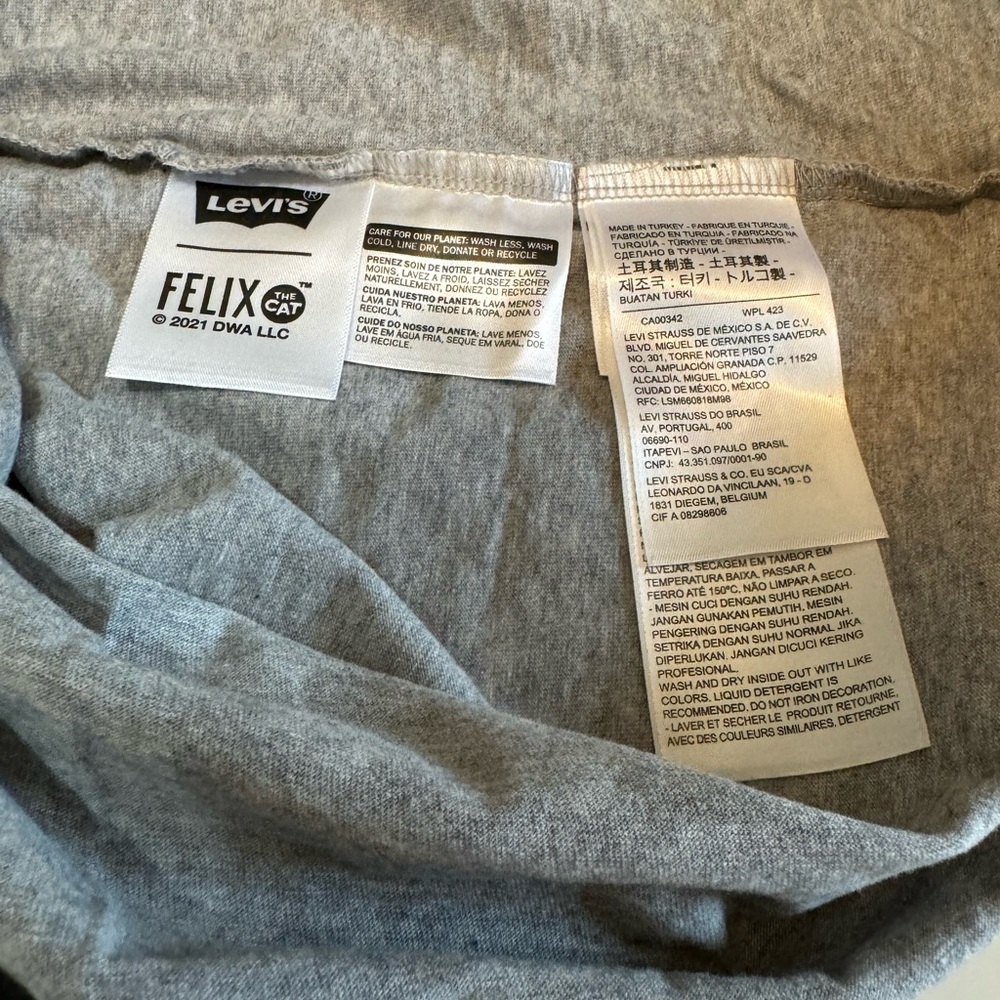 LEVI'S®
FELIX THE CAT™
© 2021 DWA LLC
CARE FOR OUR PLANET: WASH LESS, WASH
COLD, LINE DRY, DONATE OR RECYCLE
PRENEZ SOIN DE NOTRE PLANETE: LAVEZ
MOINS, LAVEZ A FROID, LAISSEZ SECHER
NATURELLEMENT, DONNEZ OU RECYCLEZ
CUIDA NUESTRO PLANETA: LAVA MENOS,
LAVA EN FRIO, TIENDE LA ROPA, DONA O
RECICLA.
CUIDE DO NOSSO PLANETA: LAVE MENOS,
LAVE EM ÁGUA FRIA, SEQUE EM VARAL, DOE
OU RECICLE.
MADE IN TURKEY - FABRIQUE EN TURQUIE -
FABRICADO EN TURQUIA - FABRICADO NA
TURQUIA - TÜRKİYE' DE ÜRETİLMİŞTİR -
СДЕЛАНО В ТУРЦИИ -
土耳其制造 - 土耳其製 -
제조국 : 터키 - トルコ製 -
BUATAN TURKI
CA00342 WPL 423
LEVI STRAUSS DE MÉXICO S.A. DE C.V.
BLVD. MIGUEL DE CERVANTES SAAVEDRA
NO. 301, TORRE NORTE PISO 7
COL. AMPLIACIÓN GRANADA C.P. 11529
ALCALDÍA, MIGUEL HIDALGO
CIUDAD DE MÉXICO, MÉXICO
RFC: LSM660818M98
LEVI STRAUSS DO BRASIL
AV. PORTUGAL, 400
06690-110
ITAPEVI – SAO PAULO BRASIL
CNPJ: 43.351.097/0001-90
LEVI STRAUSS & CO, EU SCA/CVA
LEONARDO DA VINCILAAN, 19 - D
1831 DIEGEM, BELGIUM
CIF A 08298606
ALVEJAR. SECAGEM EM TAMBOR EM
TEMPERATURA BAIXA. PASSAR A
FERRO ATÉ 150ºC. NÃO LIMPAR A SECO.
- MESIN CUCI DENGAN SUHU RENDAH.
JANGAN GUNAKAN PEMUTIH. MESIN
PENGERING DENGAN SUHU RENDAH.
SETRIKA DENGAN SUHU NORMAL JIKA
DIPERLUKAN. JANGAN DICUCI KERING
PROFESIONAL.
WASH AND DRY INSIDE OUT WITH LIKE
COLORS. LIQUID DETERGENT IS
RECOMMENDED. DO NOT IRON DECORATION.
- LAVER ET SECHER LE PRODUIT RETOURNE,
AVEC DES COULEURS SIMILAIRES, DETERGENT